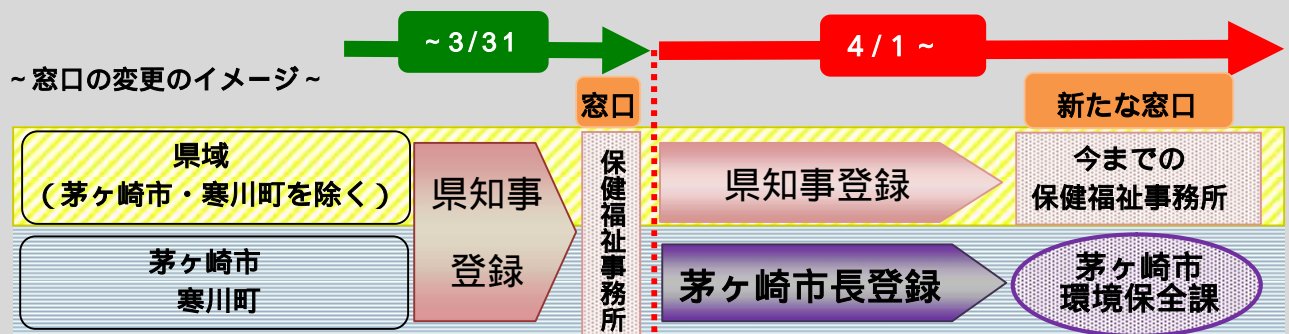 ~3/31
4/1~
~窓口の変更のイメージ~
窓口
新たな窓口
県域
(茅ヶ崎市・寒川町を除く)
県知事
登録
保健福祉事務所
県知事登録
今までの
保健福祉事務所
茅ヶ崎市
寒川町
茅ヶ崎市長登録
茅ヶ崎市
環境保全課